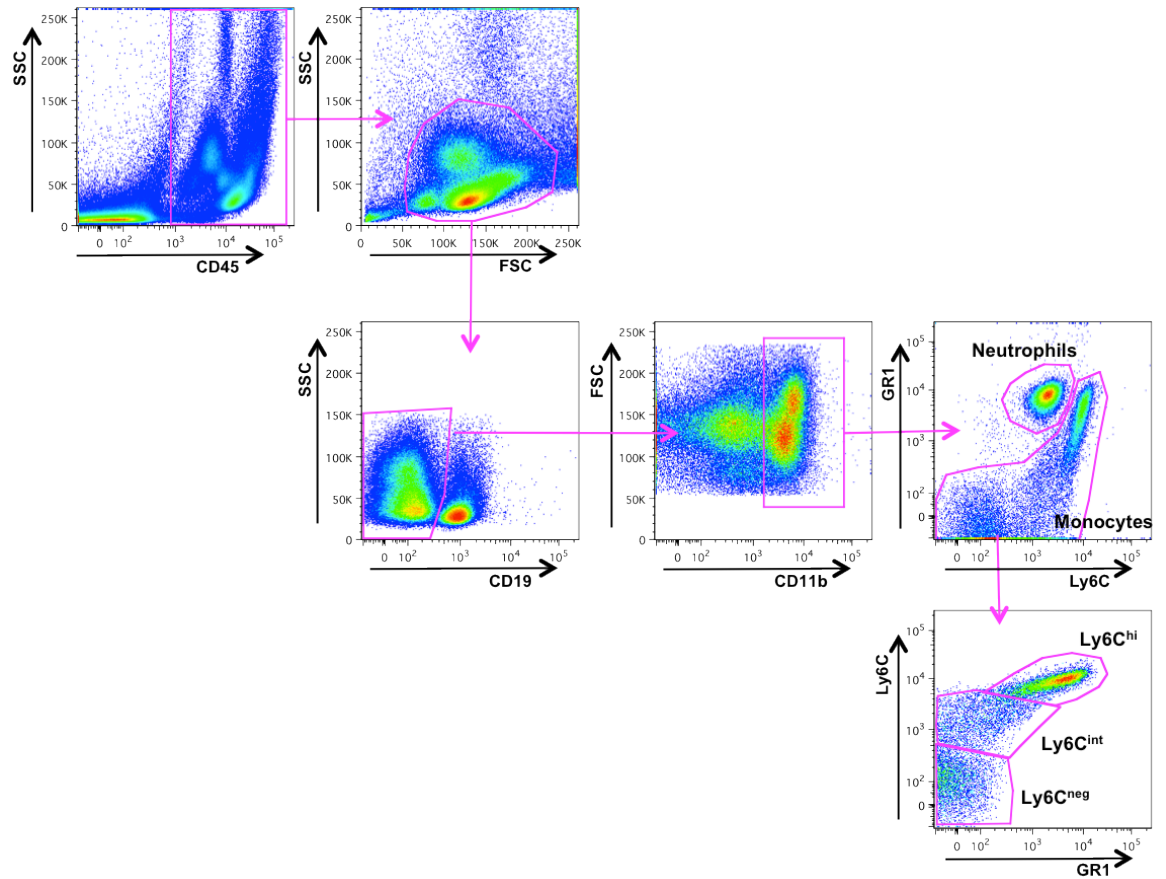 SSC
250K
200K
150K
100K
50K
0
0 10² 10³ 10⁴ 10⁵
CD45
SSC
250K
200K
150K
100K
50K
0
0 50K 100K 150K 200K 250K
FSC
SSC
250K
200K
150K
100K
50K
0
0 10² 10³ 10⁴ 10⁵
CD19
FSC
250K
200K
150K
100K
50K
0
0 10² 10³ 10⁴ 10⁵
CD11b
GR1
10⁵
10⁴
10³
10²
0
Neutrophils
Monocytes
0 10² 10³ 10⁴ 10⁵
Ly6C
Ly6C
10⁵
10⁴
10³
10²
0
Ly6Cʰⁱ
Ly6Cⁱⁿᵗ
Ly6Cⁿᵉᵍ
0 10² 10³ 10⁴ 10⁵
GR1